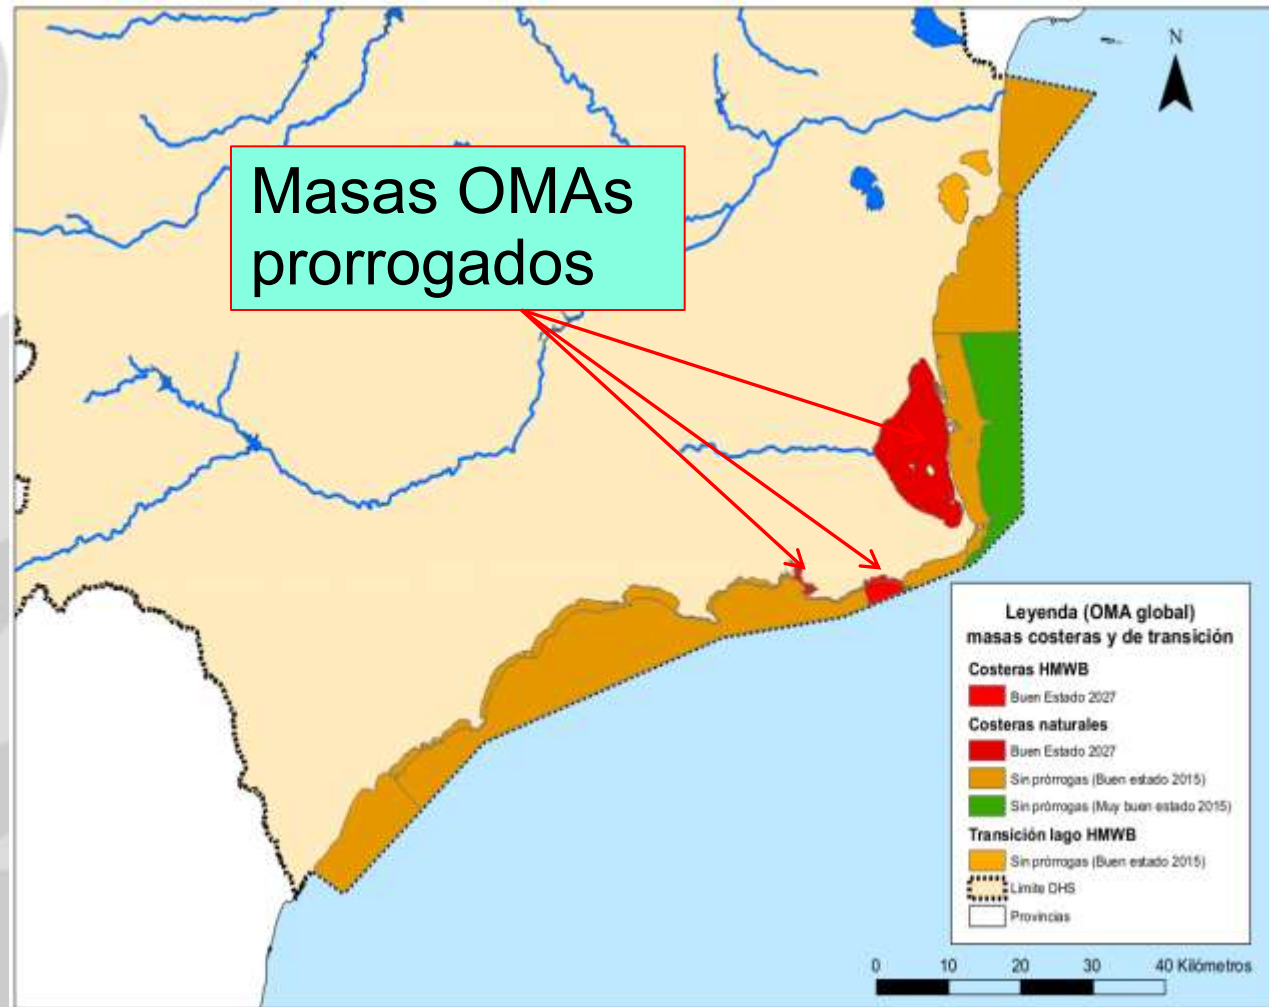 N
Masas OMAs
prorrogados
Leyenda (OMA global)
masas costeras y de transición
Costeras HMWB
Buen Estado 2027
Costeras naturales
Buen Estado 2027
Sin prórrogas (Buen estado 2015)
Sin prórrogas (Muy buen estado 2015)
Transición lago HMWB
Sin prórrogas (Buen estado 2015)
Limite DHS
Provincias
0 10 20 30 40 Kilómetros